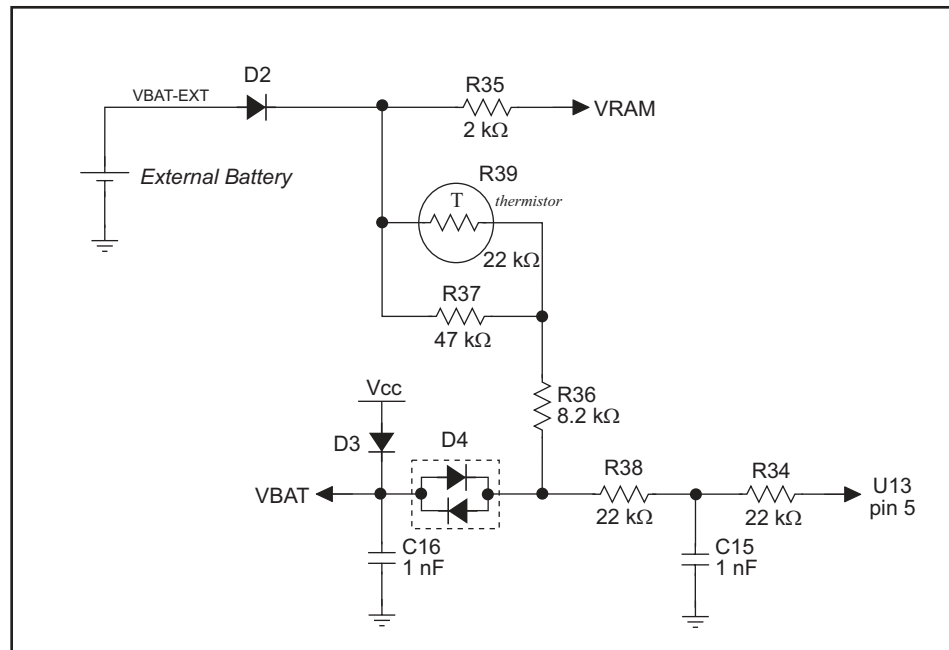 D2
R35
VBAT-EXT
VRAM
2 kΩ
External Battery
R39
T
thermistor
22 kΩ
R37
47 kΩ
Vcc
R36
8.2 kΩ
D3
D4
R38
R34
VBAT
U13
pin 5
22 kΩ
22 kΩ
C16
1 nF
C15
1 nF